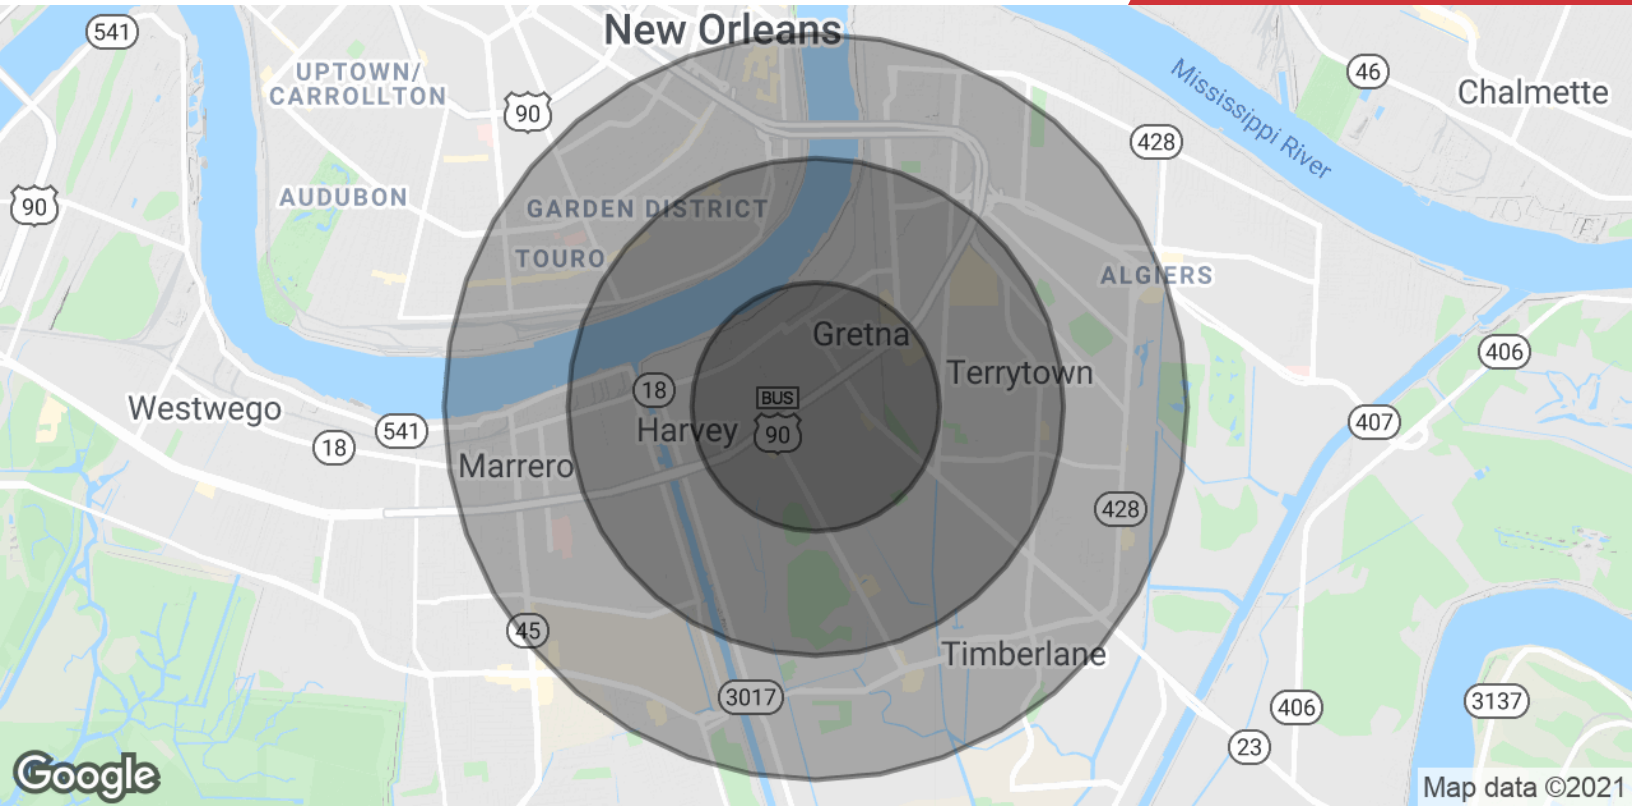 New Orleans
541
UPTOWN/
CARROLLTON
90
46
Chalmette
Mississippi River
428
90
AUDUBON
GARDEN DISTRICT
TOURO
ALGIERS
Gretna
406
Terrytown
18
BUS
90
Westwego
541
18
Harvey
407
Marrero
428
45
Timberlane
3017
406
3137
23
Google
Map data ©2021